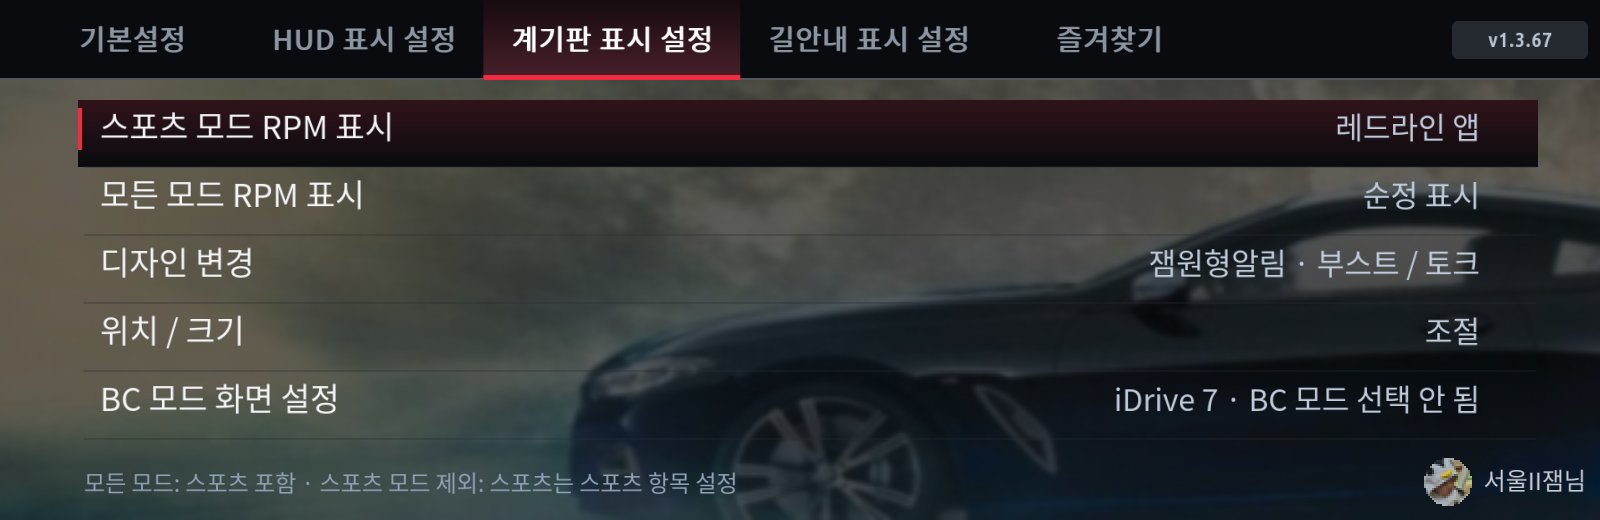 기본설정 HUD 표시 설정 계기판 표시 설정 길안내 표시 설정 즐겨찾기 v1.3.67
스포츠 모드 RPM 표시 레드라인 앱
모든 모드 RPM 표시 순정 표시
디자인 변경 잼원형알림 · 부스트 / 토크
위치 / 크기 조절
BC 모드 화면 설정 iDrive 7 · BC 모드 선택 안 됨
모든 모드: 스포츠 포함 · 스포츠 모드 제외: 스포츠는 스포츠 항목 설정 서울II잼님